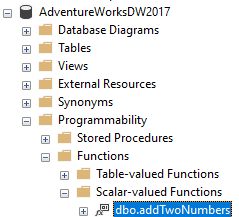 AdventureWorksDW2017
Database Diagrams
Tables
Views
External Resources
Synonyms
Programmability
Stored Procedures
Functions
Table-valued Functions
Scalar-valued Functions
dbo.addTwoNumbers